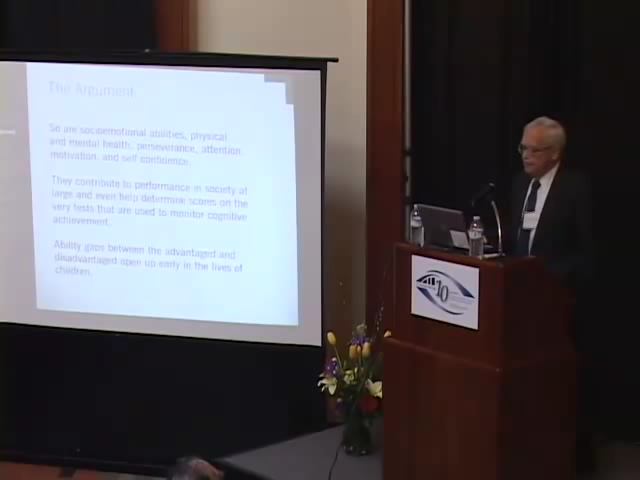 The Argument
So are socioemotional abilities, physical
and mental health, perseverance, attention,
motivation, and self confidence.
They contribute to performance in society at
large and even help determine scores on the
very tests that are used to monitor cognitive
achievement.
Ability gaps between the advantaged and
disadvantaged open up early in the lives of
children.
10